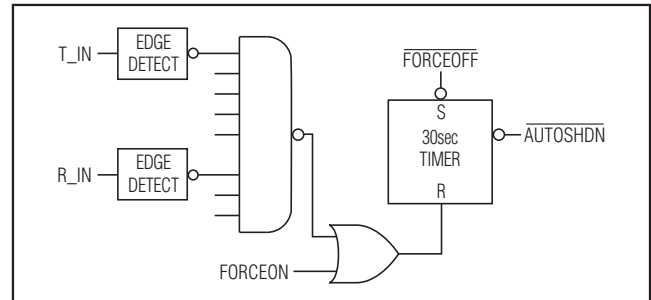 T_IN
EDGE
DETECT
R_IN
EDGE
DETECT
FORCEON
FORCEOFF
S
30sec
TIMER
R
AUTOSHDN